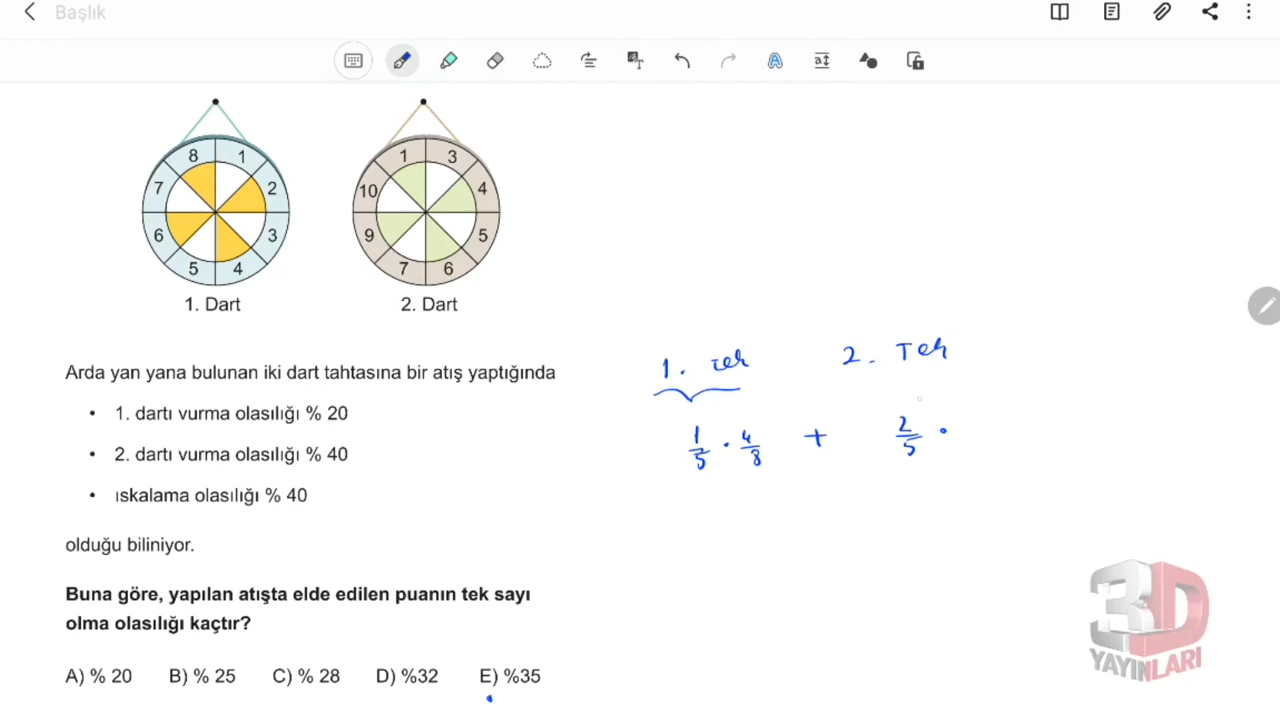 Başlık
8 1
7 2
6 3
5 4
1. Dart
1 3
10 4
9 5
7 6
2. Dart
Arda yan yana bulunan iki dart tahtasına bir atış yaptığında
• 1. dartı vurma olasılığı % 20
• 2. dartı vurma olasılığı % 40
• ıskalama olasılığı % 40
olduğu biliniyor.
Buna göre, yapılan atışta elde edilen puanın tek sayı
olma olasılığı kaçtır?
A) % 20 B) % 25 C) % 28 D) %32 E) %35
1. Tek 2. Tek
1/5 · 4/8 + 2/5 ·
3D
YAYINLARI